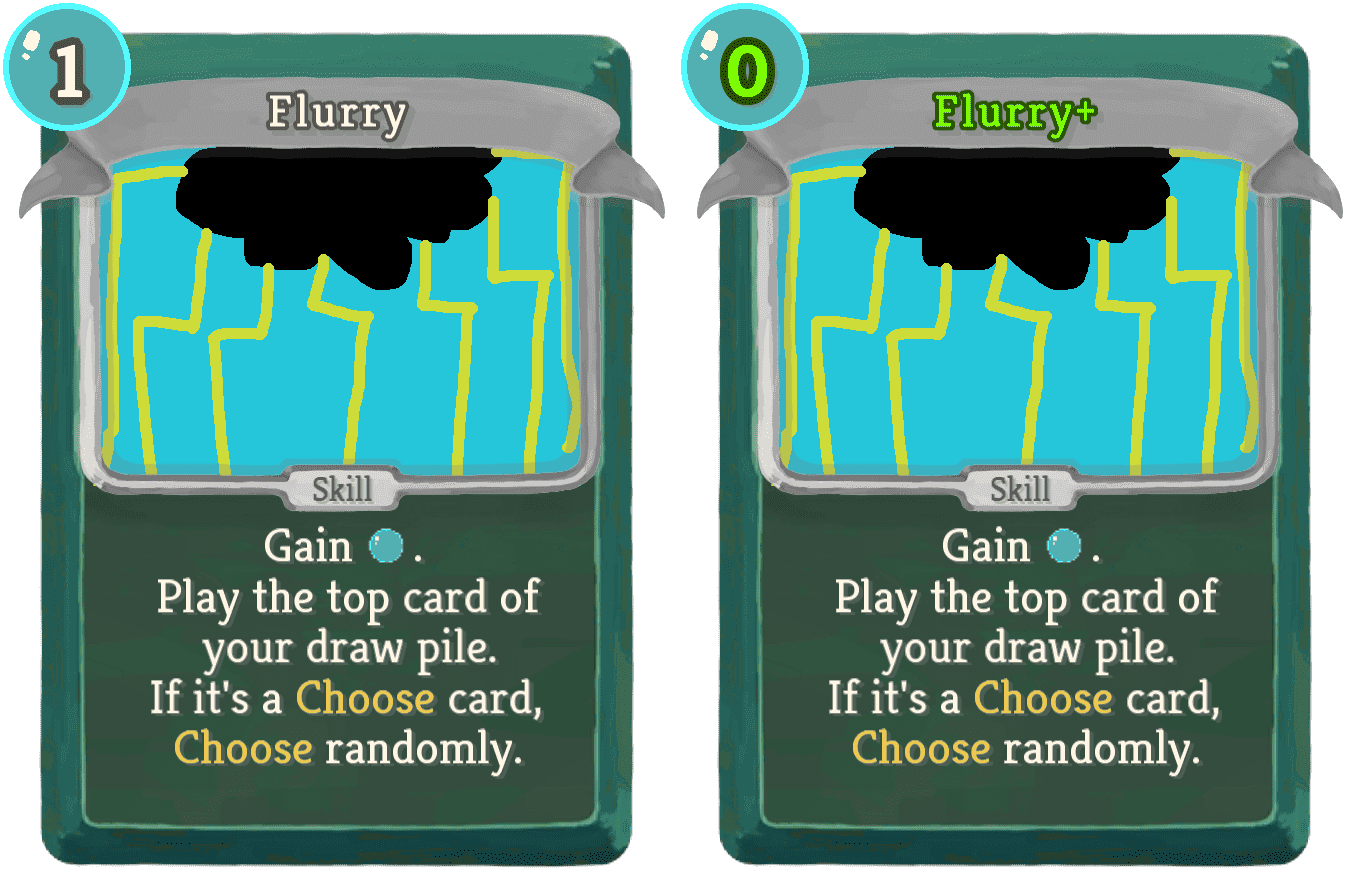 1
Flurry
Skill
Gain .
Play the top card of
your draw pile.
If it's a Choose card,
Choose randomly.
0
Flurry+
Skill
Gain .
Play the top card of
your draw pile.
If it's a Choose card,
Choose randomly.